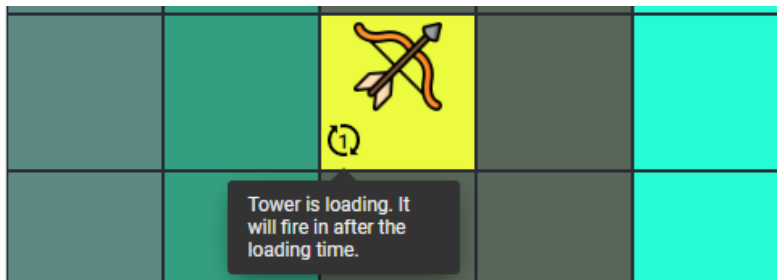 1
Tower is loading. It
will fire in after the
loading time.